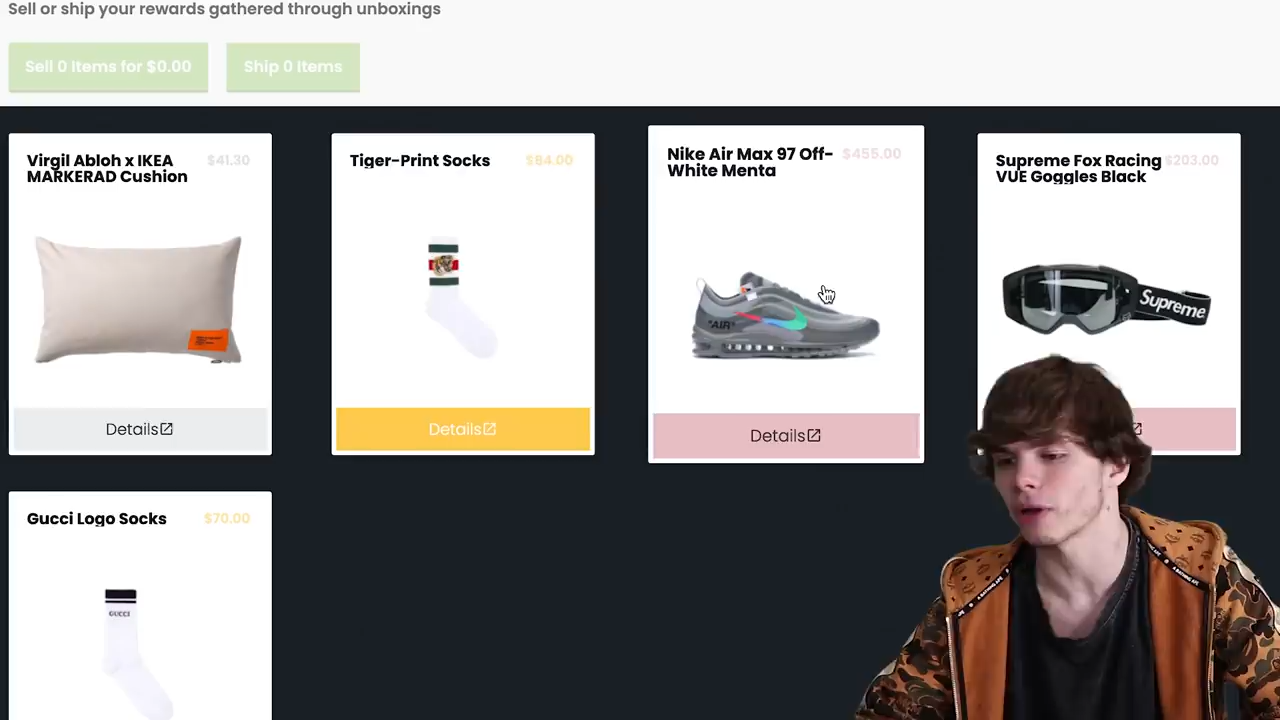 Sell or ship your rewards gathered through unboxings
Sell 0 Items for $0.00
Ship 0 Items
Virgil Abloh x IKEA
MARKERAD Cushion
$41.30
Tiger-Print Socks
$64.00
Nike Air Max 97 Off-
White Menta
$455.00
Supreme Fox Racing
VUE Goggles Black
$203.00
"AIR"
Supreme
Details
Details
Details
Gucci Logo Socks
$70.00
GUCCI